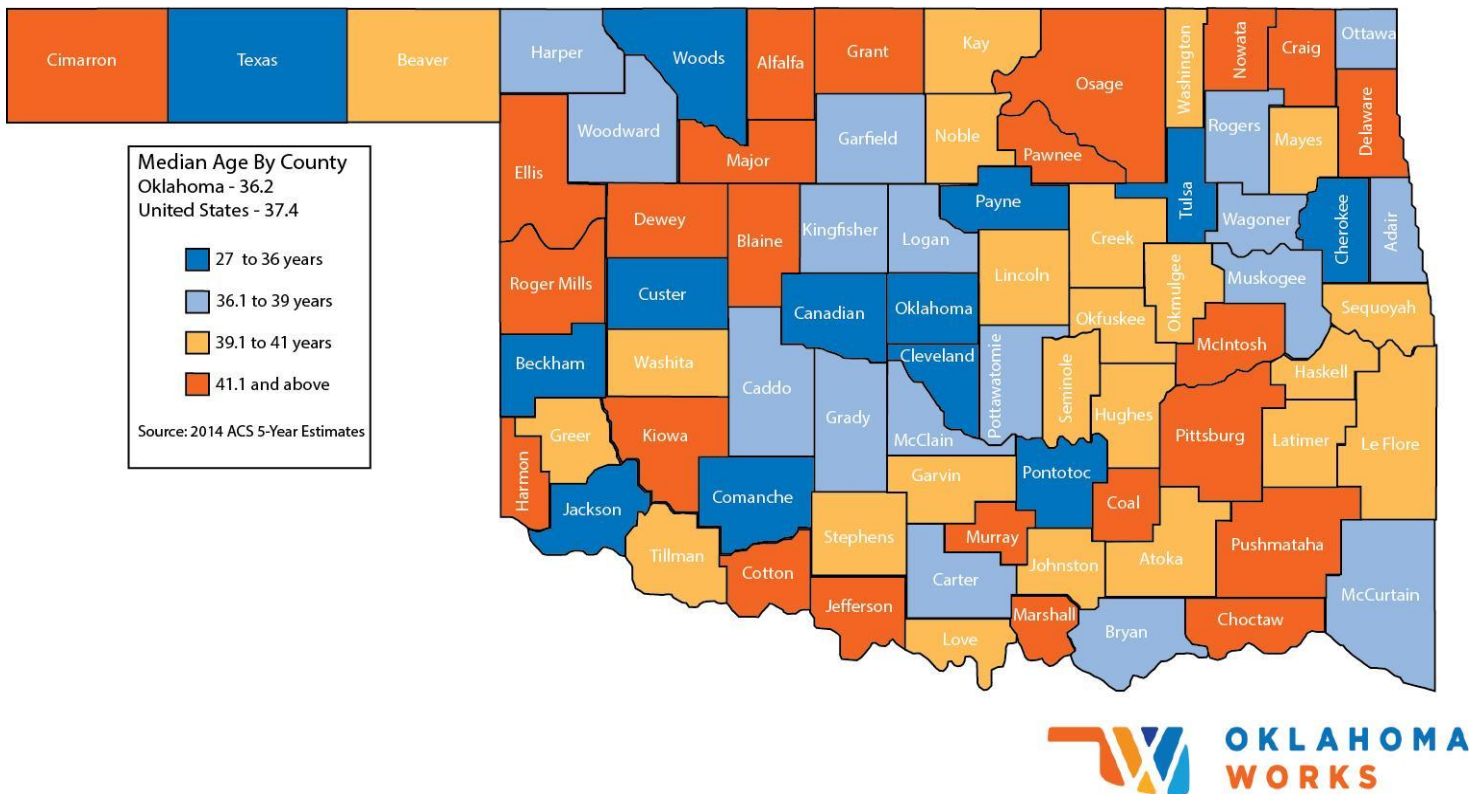 Cimarron
Texas
Beaver
Harper
Woods
Alfalfa
Grant
Kay
Osage
Washington
Nowata
Craig
Ottawa
Woodward
Garfield
Noble
Rogers
Mayes
Delaware
Major
Pawnee
Ellis
Median Age By County
Oklahoma - 36.2
United States - 37.4
27 to 36 years
36.1 to 39 years
39.1 to 41 years
41.1 and above
Source: 2014 ACS 5-Year Estimates
Dewey
Blaine
Kingfisher
Logan
Payne
Creek
Tulsa
Wagoner
Cherokee
Adair
Roger Mills
Custer
Canadian
Oklahoma
Lincoln
Okmulgee
Muskogee
Sequoyah
Okfuskee
McIntosh
Beckham
Washita
Caddo
Cleveland
Pottawatomie
Seminole
Haskell
Grady
McClain
Hughes
Pittsburg
Latimer
Le Flore
Greer
Kiowa
Harmon
Garvin
Pontotoc
Coal
Jackson
Comanche
Tillman
Stephens
Murray
Johnston
Atoka
Pushmataha
Cotton
Carter
McCurtain
Jefferson
Marshall
Choctaw
Love
Bryan
OKLAHOMA
WORKS